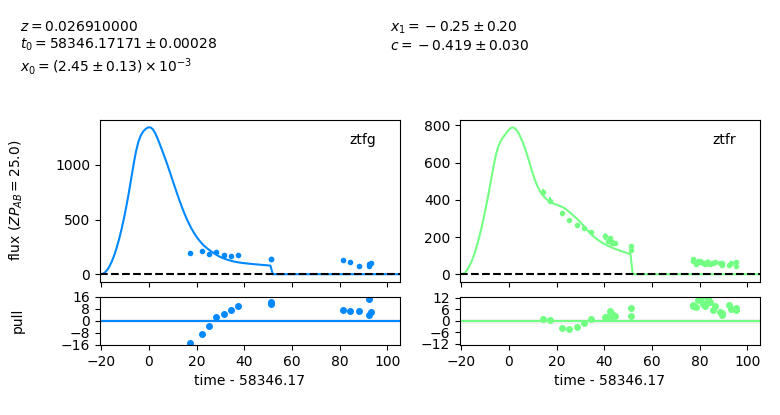 z = 0.026910000
t₀ = 58346.17171 ± 0.00028
x₀ = (2.45 ± 0.13) × 10⁻³
x₁ = −0.25 ± 0.20
c = −0.419 ± 0.030
flux (ZP_AB = 25.0)
ztfg
1000
500
0
ztfr
800
600
400
200
0
pull
16
8
0
−8
−16
12
6
0
−6
−12
−20 0 20 40 60 80 100
−20 0 20 40 60 80 100
time - 58346.17
time - 58346.17